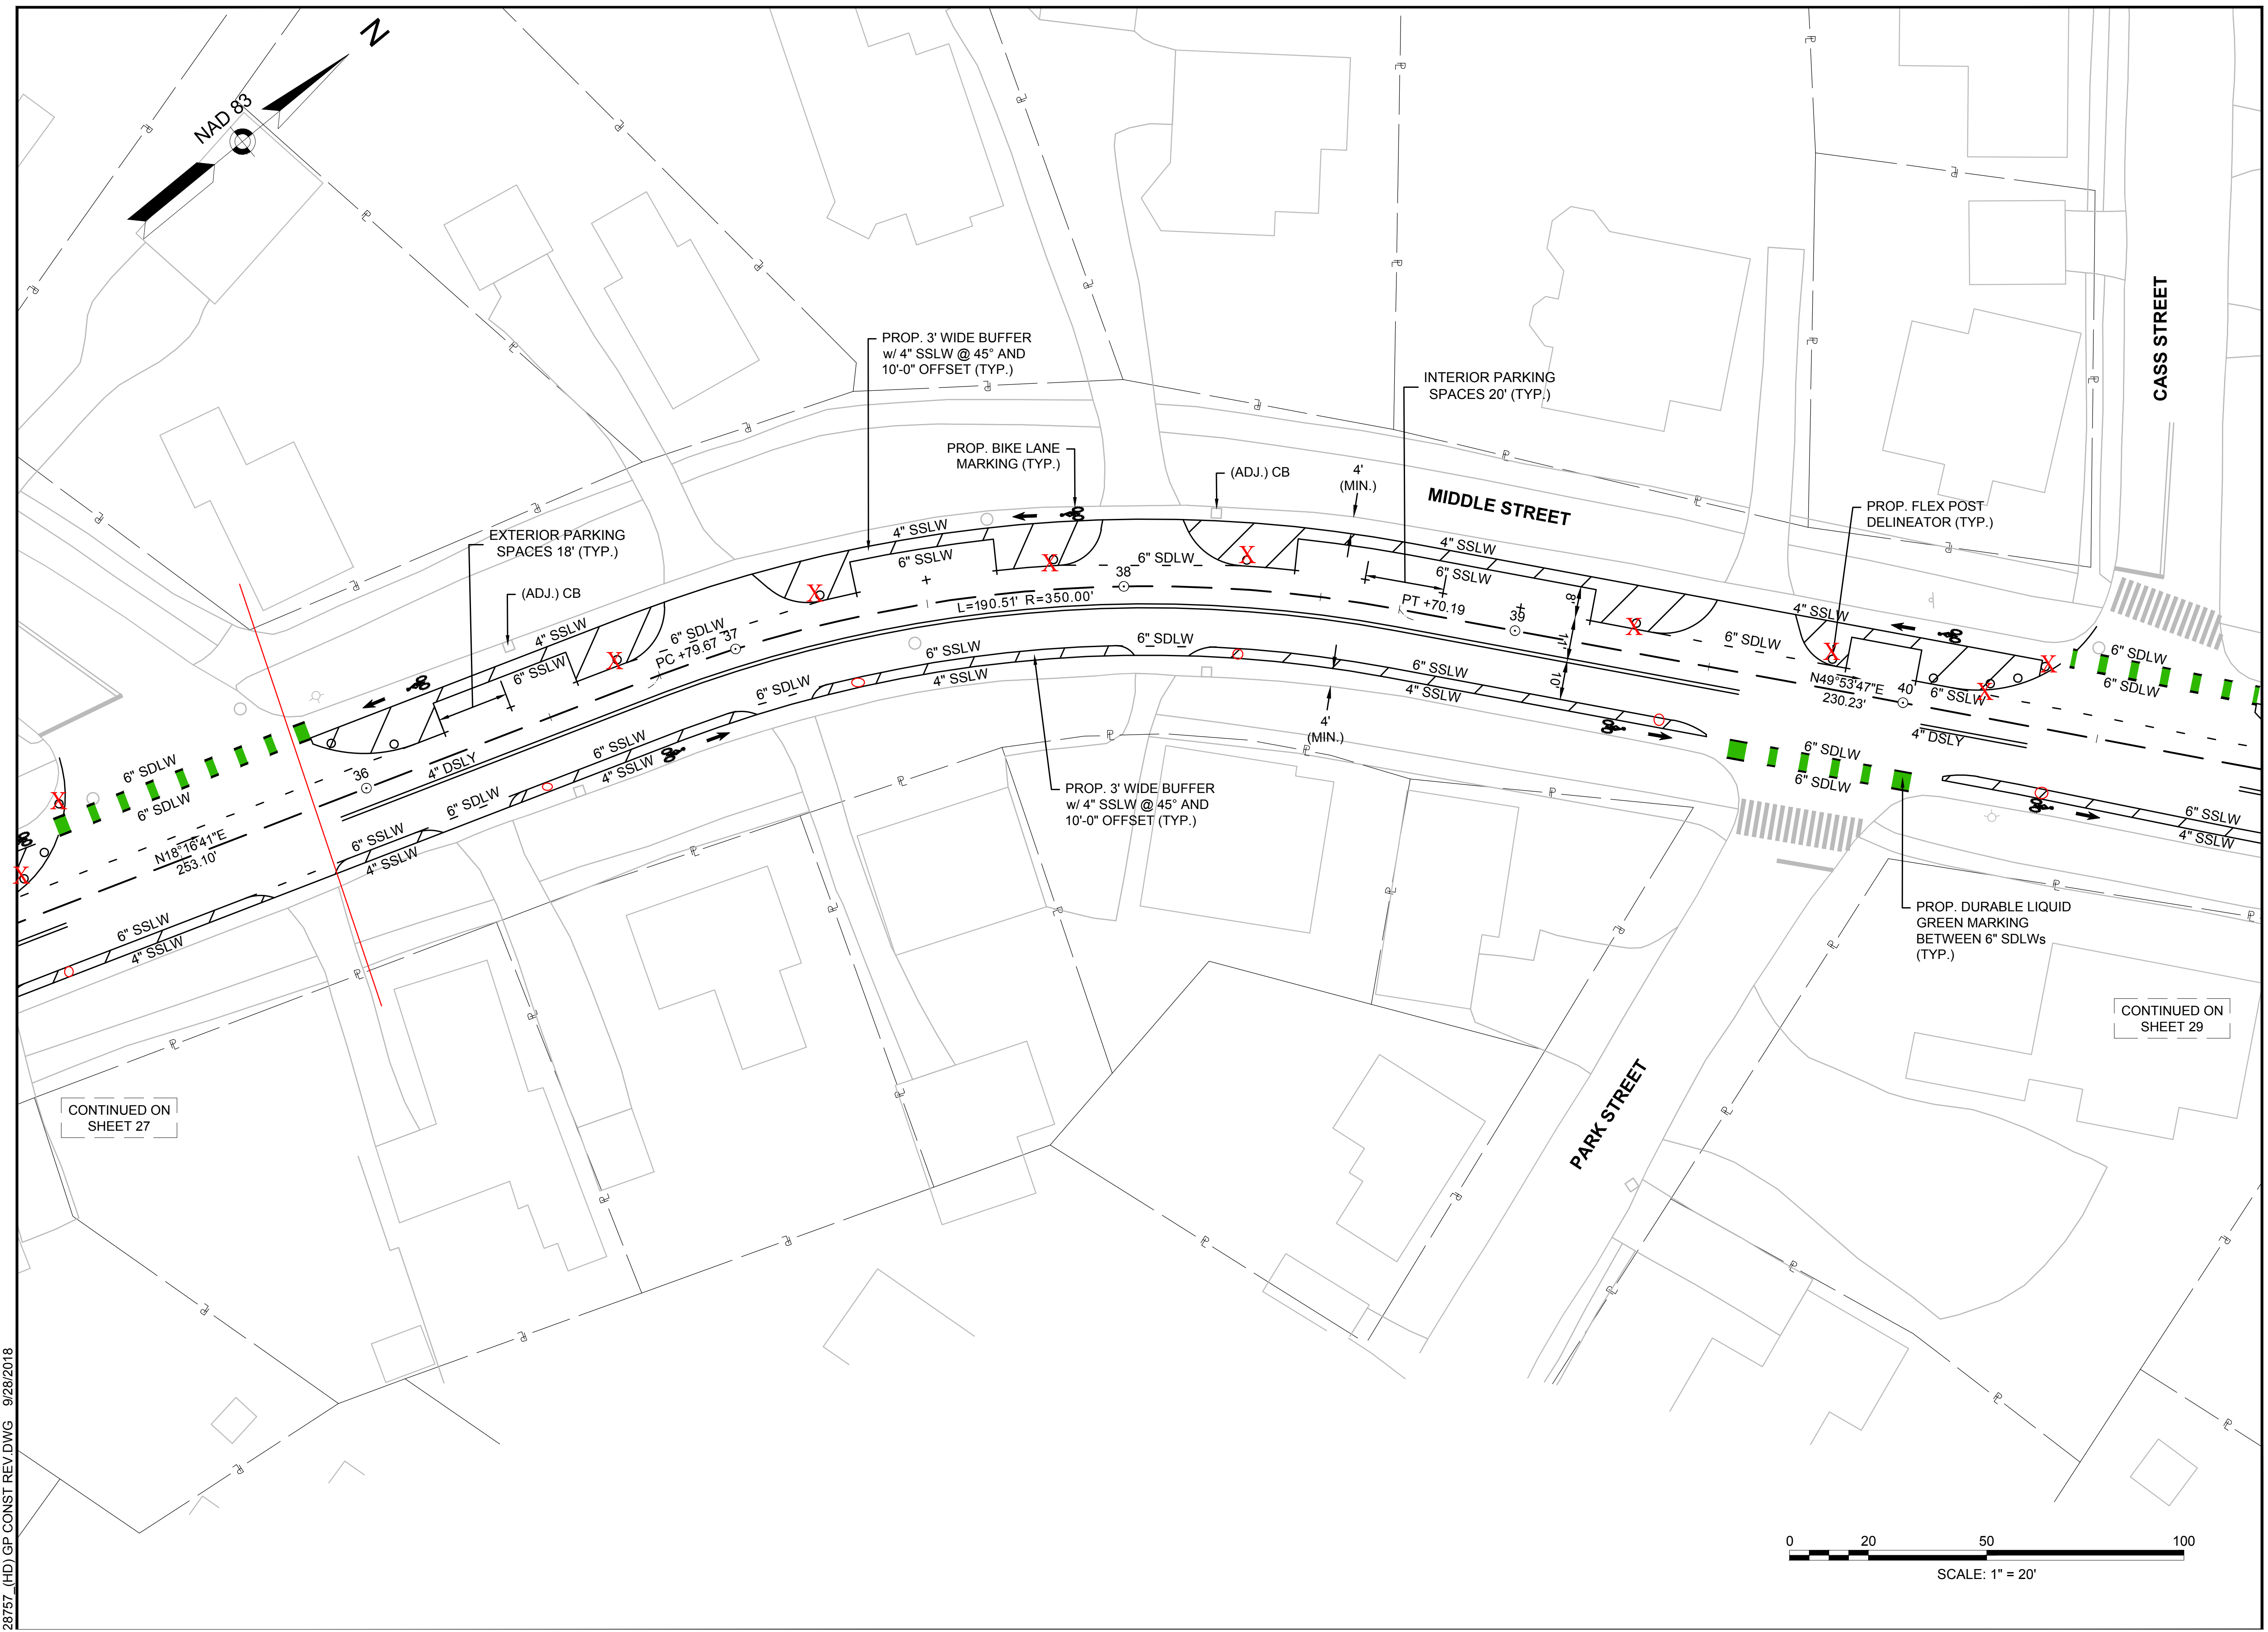 N
NAD 83
PROP. 3' WIDE BUFFER
w/ 4" SSLW @ 45° AND
10'-0" OFFSET (TYP.)
INTERIOR PARKING
SPACES 20' (TYP.)
CASS STREET
PROP. BIKE LANE
MARKING (TYP.)
(ADJ.) CB
4'
(MIN.)
MIDDLE STREET
PROP. FLEX POST
DELINEATOR (TYP.)
EXTERIOR PARKING
SPACES 18' (TYP.)
(ADJ.) CB
4" SSLW
6" SSLW
6" SDLW
38
4" SSLW
6" SSLW
L=190.51' R=350.00'
PT +70.19
39
8'
11'
10'
4" SSLW
6" SDLW
4" SSLW
6" SSLW
6" SDLW
PC +79.67
37
6" SSLW
4" SSLW
6" SDLW
6" SSLW
4" SSLW
N49°53'47"E
230.23'
40
6" SSLW
6" SDLW
6" SDLW
4" DSLY
6" SDLW
6" SDLW
X
X
X
X
X
X
X
X
X
X
X
36
4" DSLY
6" SDLW
6" SSLW
4" SSLW
6" SDLW
N18°16'41"E
253.10'
6" SSLW
4" SSLW
6" SSLW
4" SSLW
4'
(MIN.)
PROP. 3' WIDE BUFFER
w/ 4" SSLW @ 45° AND
10'-0" OFFSET (TYP.)
6" SDLW
6" SDLW
6" SSLW
4" SSLW
PROP. DURABLE LIQUID
GREEN MARKING
BETWEEN 6" SDLWs
(TYP.)
CONTINUED ON
SHEET 29
CONTINUED ON
SHEET 27
PARK STREET
0 20 50 100
SCALE: 1" = 20'
28757_(HD) GP CONST REV.DWG 9/28/2018